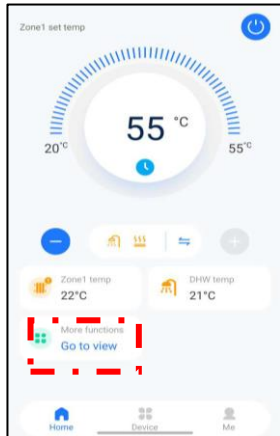 Zone1 set temp
55 °C
20°C
55°C
Zone1 temp
22°C
DHW temp
21°C
More functions
Go to view
Home
Device
Me